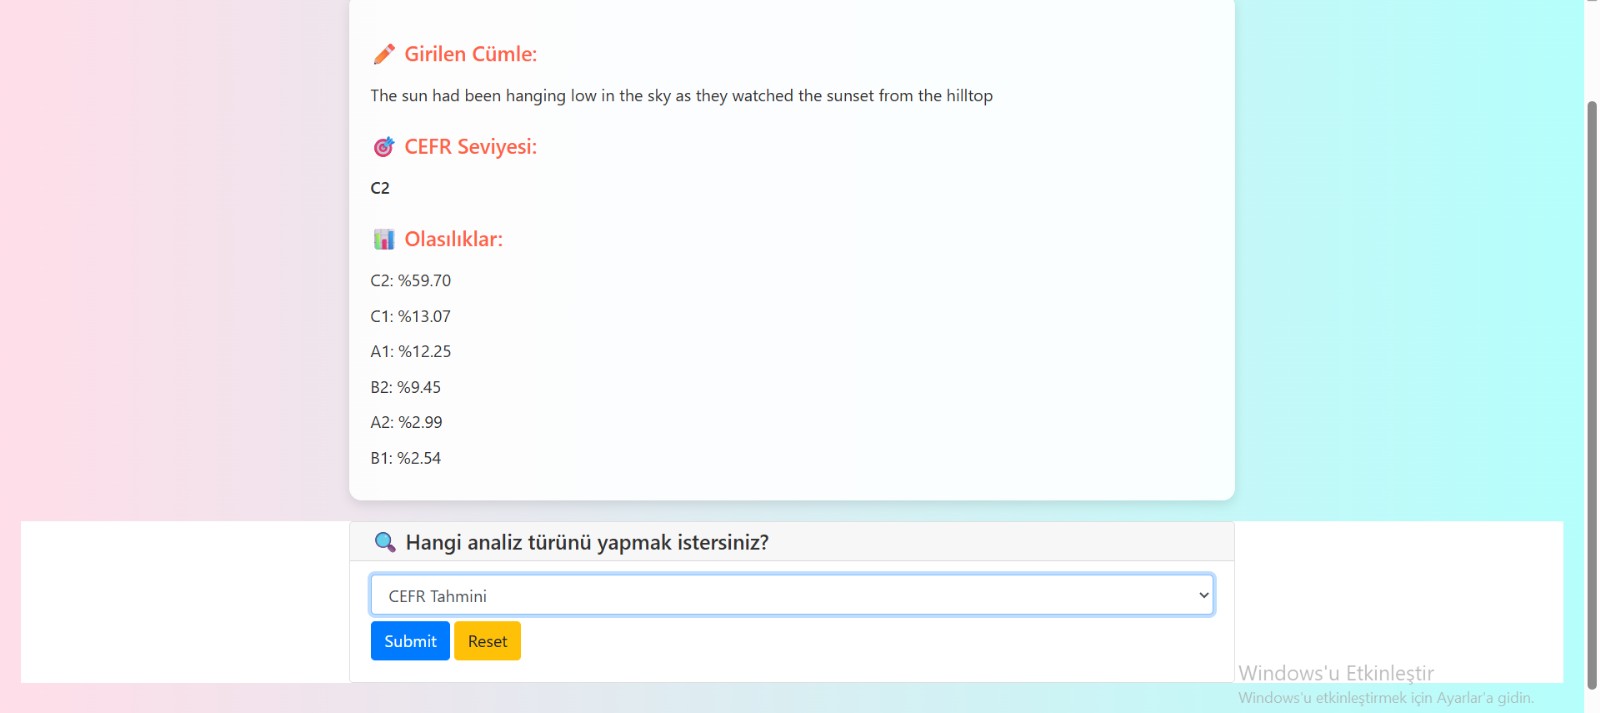 Girilen Cümle:
The sun had been hanging low in the sky as they watched the sunset from the hilltop
CEFR Seviyesi:
C2
Olasılıklar:
C2: %59.70
C1: %13.07
A1: %12.25
B2: %9.45
A2: %2.99
B1: %2.54
Hangi analiz türünü yapmak istersiniz?
CEFR Tahmini
Submit Reset
Windows'u Etkinleştir
Windows'u etkinleştirmek için Ayarlar'a gidin.